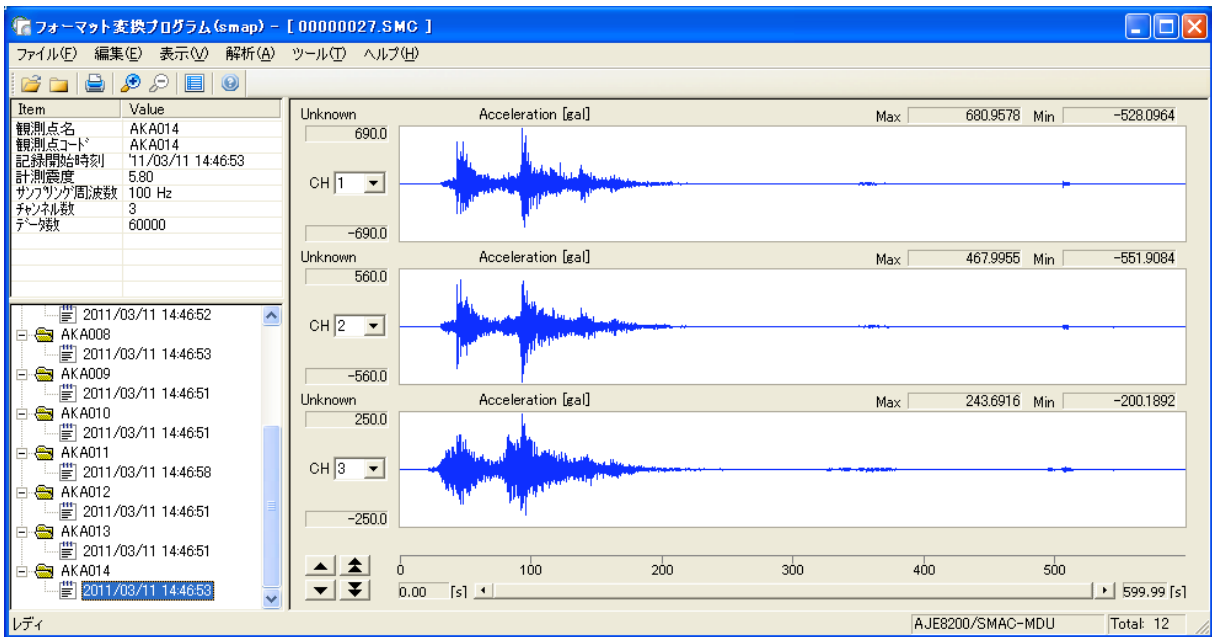 フォーマット変換プログラム(smap) - [ 00000027.SMC ]
ファイル(F) 編集(E) 表示(V) 解析(A) ツール(T) ヘルプ(H)
Item Value
観測点名 AKA014
観測点コード AKA014
記録開始時刻 '11/03/11 14:46:53
計測震度 5.80
サンプリング周波数 100 Hz
チャンネル数 3
データ数 60000
2011/03/11 14:46:52
AKA008
2011/03/11 14:46:53
AKA009
2011/03/11 14:46:51
AKA010
2011/03/11 14:46:51
AKA011
2011/03/11 14:46:58
AKA012
2011/03/11 14:46:51
AKA013
2011/03/11 14:46:51
AKA014
2011/03/11 14:46:53
Unknown Acceleration [gal] Max 680.9578 Min -528.0964
690.0
CH 1
-690.0
Unknown Acceleration [gal] Max 467.9955 Min -551.9084
560.0
CH 2
-560.0
Unknown Acceleration [gal] Max 243.6916 Min -200.1892
250.0
CH 3
-250.0
0 100 200 300 400 500
0.00 [s] 599.99 [s]
レディ AJE8200/SMAC-MDU Total: 12